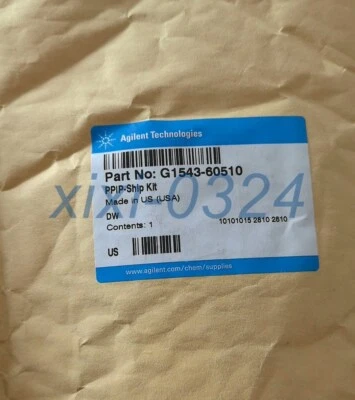 Agilent Technologies
Part No: G1543-60510
PPIP-Ship Kit
Made in US (USA)
DW
Contents: 1
10101015 2810 2810
US
www.agilent.com/chem/supplies
xixi-0324